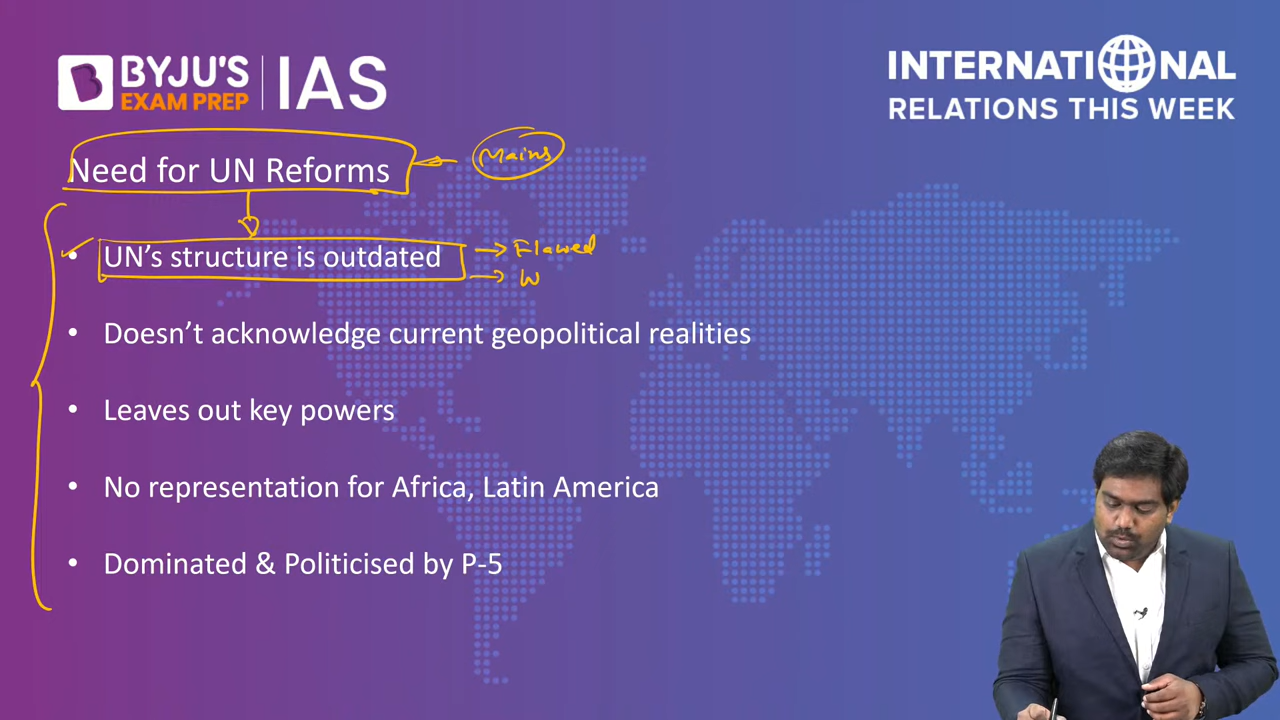 BYJU'S
EXAM PREP
IAS
INTERNATIONAL
RELATIONS THIS WEEK
Need for UN Reforms
Mains
• UN's structure is outdated
Flawed
W
• Doesn't acknowledge current geopolitical realities
• Leaves out key powers
• No representation for Africa, Latin America
• Dominated & Politicised by P-5